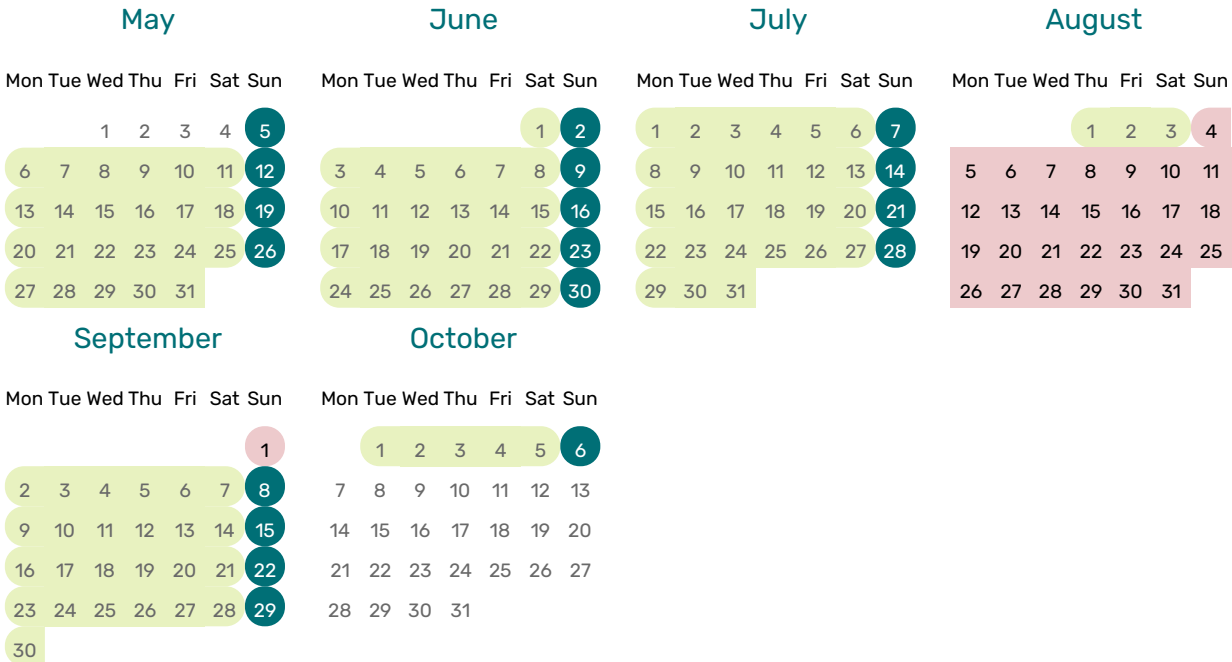 May June July August
Mon Tue Wed Thu Fri Sat Sun Mon Tue Wed Thu Fri Sat Sun Mon Tue Wed Thu Fri Sat Sun Mon Tue Wed Thu Fri Sat Sun
1 2 3 4 5 1 2 1 2 3 4 5 6 7 1 2 3 4
6 7 8 9 10 11 12 3 4 5 6 7 8 9 8 9 10 11 12 13 14 5 6 7 8 9 10 11
13 14 15 16 17 18 19 10 11 12 13 14 15 16 15 16 17 18 19 20 21 12 13 14 15 16 17 18
20 21 22 23 24 25 26 17 18 19 20 21 22 23 22 23 24 25 26 27 28 19 20 21 22 23 24 25
27 28 29 30 31 24 25 26 27 28 29 30 29 30 31 26 27 28 29 30 31
September October
Mon Tue Wed Thu Fri Sat Sun Mon Tue Wed Thu Fri Sat Sun
1 1 2 3 4 5 6
2 3 4 5 6 7 8 7 8 9 10 11 12 13
9 10 11 12 13 14 15 14 15 16 17 18 19 20
16 17 18 19 20 21 22 21 22 23 24 25 26 27
23 24 25 26 27 28 29 28 29 30 31
30